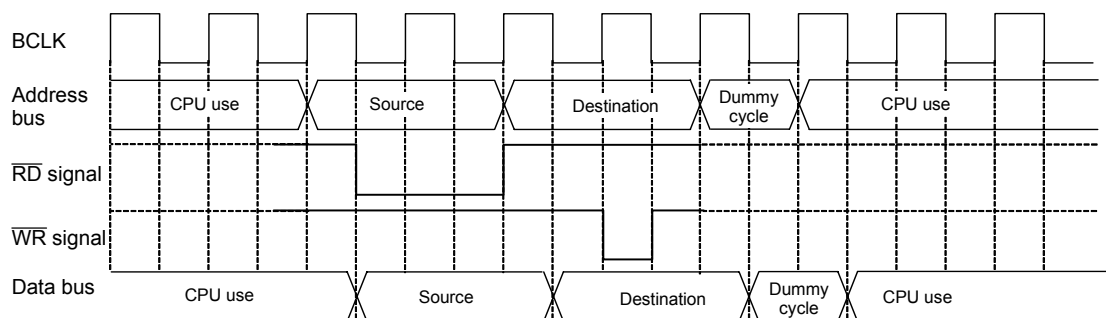 BCLK
Address
bus
CPU use
Source
Destination
Dummy
cycle
CPU use
RD signal
WR signal
Data bus
CPU use
Source
Destination
Dummy
cycle
CPU use